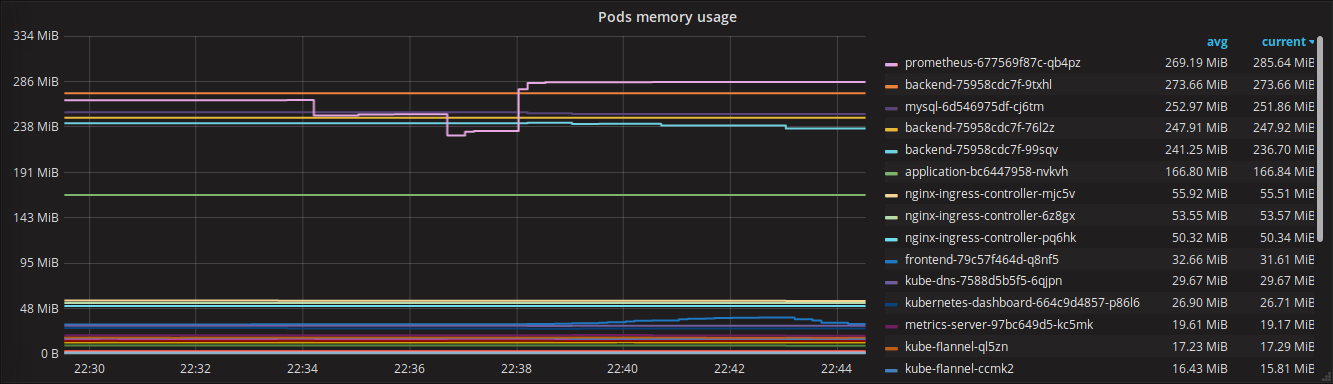 Pods memory usage
334 MiB
286 MiB
238 MiB
191 MiB
143 MiB
95 MiB
48 MiB
0 B
22:30 22:32 22:34 22:36 22:38 22:40 22:42 22:44
avg current
prometheus-677569f87c-qb4pz 269.19 MiB 285.64 MiB
backend-75958cdc7f-9txhl 273.66 MiB 273.66 MiB
mysql-6d546975df-cj6tm 252.97 MiB 251.86 MiB
backend-75958cdc7f-76l2z 247.91 MiB 247.92 MiB
backend-75958cdc7f-99sqv 241.25 MiB 236.70 MiB
application-bc6447958-nvkvh 166.80 MiB 166.84 MiB
nginx-ingress-controller-mjc5v 55.92 MiB 55.51 MiB
nginx-ingress-controller-6z8gx 53.55 MiB 53.57 MiB
nginx-ingress-controller-pq6hk 50.32 MiB 50.34 MiB
frontend-79c57f464d-q8nf5 32.66 MiB 31.61 MiB
kube-dns-7588d5b5f5-6qjpn 29.67 MiB 29.67 MiB
kubernetes-dashboard-664c9d4857-p86l6 26.90 MiB 26.71 MiB
metrics-server-97bc649d5-kc5mk 19.61 MiB 19.17 MiB
kube-flannel-ql5zn 17.23 MiB 17.29 MiB
kube-flannel-ccmk2 16.43 MiB 15.81 MiB